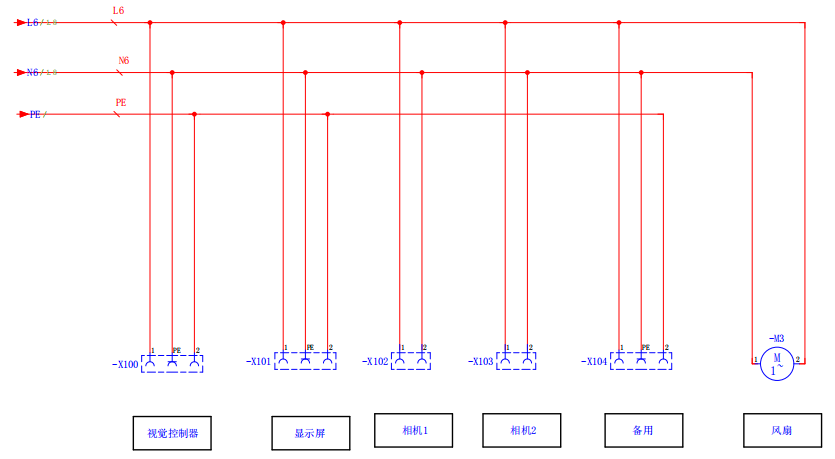 L6
L6/
N6
N6/
PE
PE/
1 PE 2
-X100
1 PE 2
-X101
1 2
-X102
1 2
-X103
1 PE 2
-X104
-M3
1 M 2
1~
视觉控制器
显示屏
相机1
相机2
备用
风扇